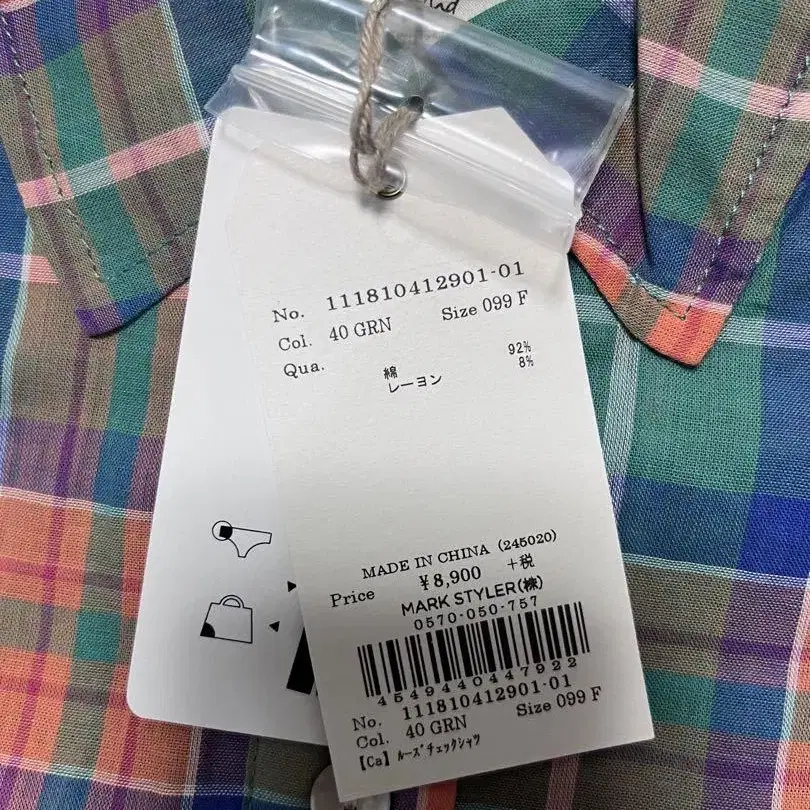 No. 111810412901-01
Col. 40 GRN Size 099 F
Qua.
綿 92%
レーヨン 8%
MADE IN CHINA (245020)
Price ¥8,900 +税
MARK STYLER(株)
0570-050-757
4549440447922
No. 111810412901-01
Col. 40 GRN Size 099 F
【Ca】ﾙｰｽﾞﾁｪｯｸｼｬﾂ